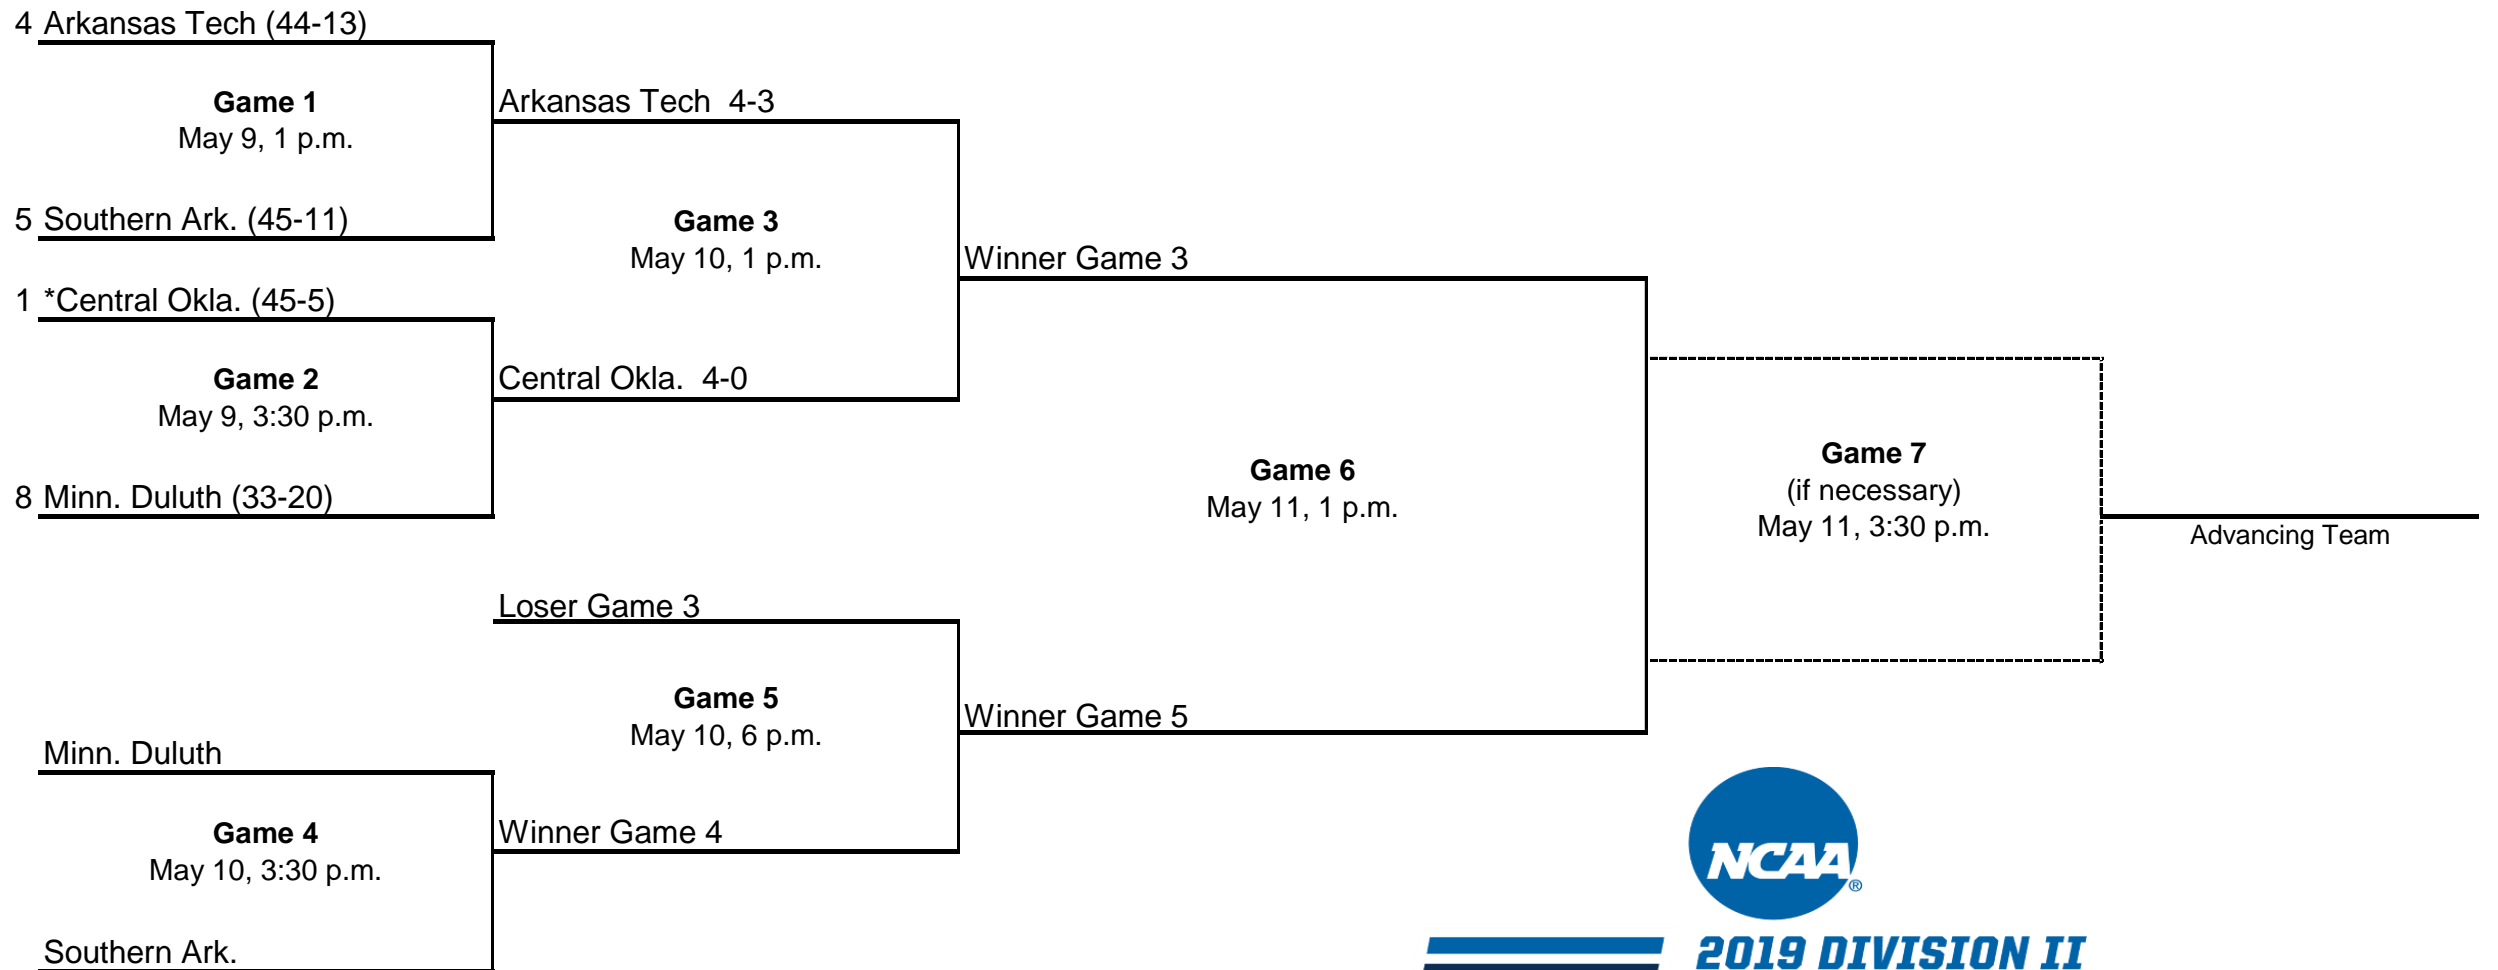 4 Arkansas Tech (44-13)
Game 1
May 9, 1 p.m.
Arkansas Tech 4-3
5 Southern Ark. (45-11)
Game 3
May 10, 1 p.m.
Winner Game 3
1 *Central Okla. (45-5)
Game 2
May 9, 3:30 p.m.
Central Okla. 4-0
8 Minn. Duluth (33-20)
Game 6
May 11, 1 p.m.
Game 7
(if necessary)
May 11, 3:30 p.m.
Advancing Team
Loser Game 3
Game 5
May 10, 6 p.m.
Winner Game 5
Minn. Duluth
Game 4
May 10, 3:30 p.m.
Winner Game 4
Southern Ark.
NCAA®
2019 DIVISION II